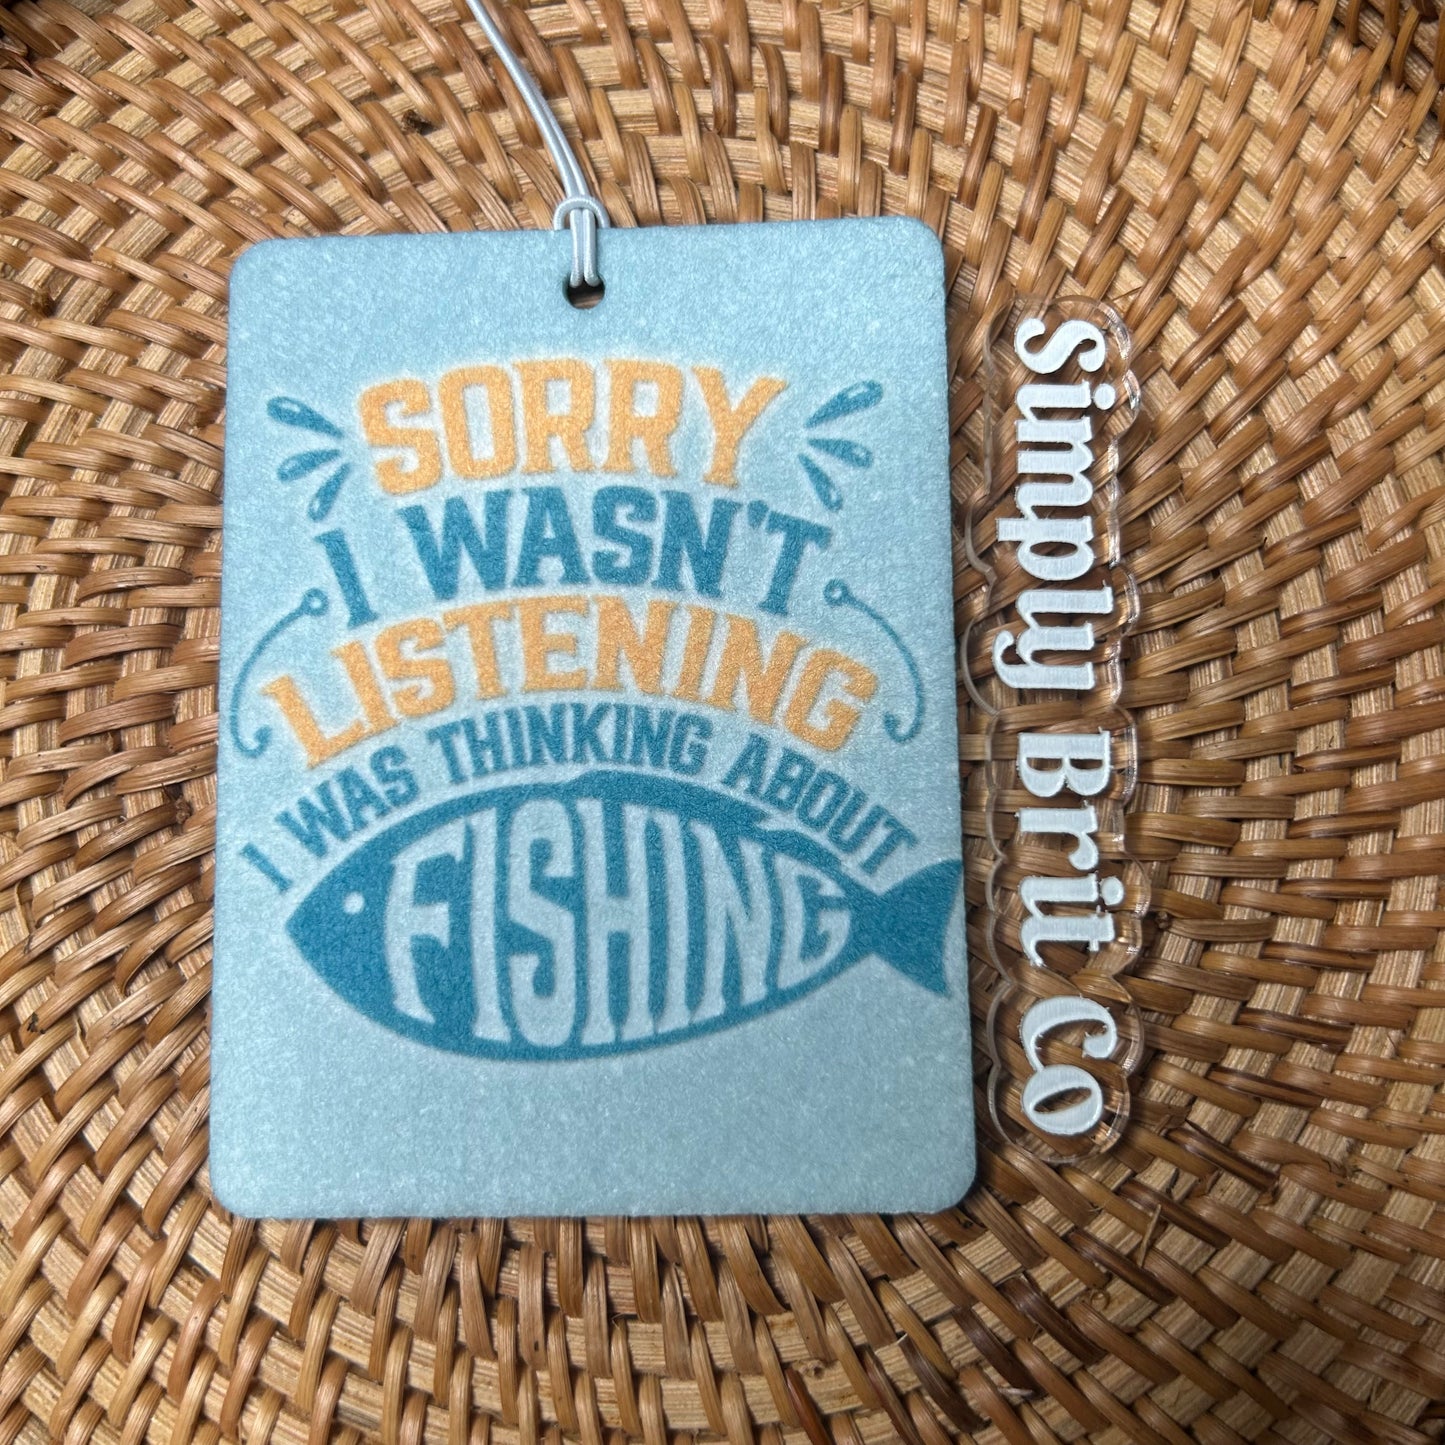 SORRY
I WASN'T
LISTENING
I WAS THINKING ABOUT
FISHING
Simply Brit Co